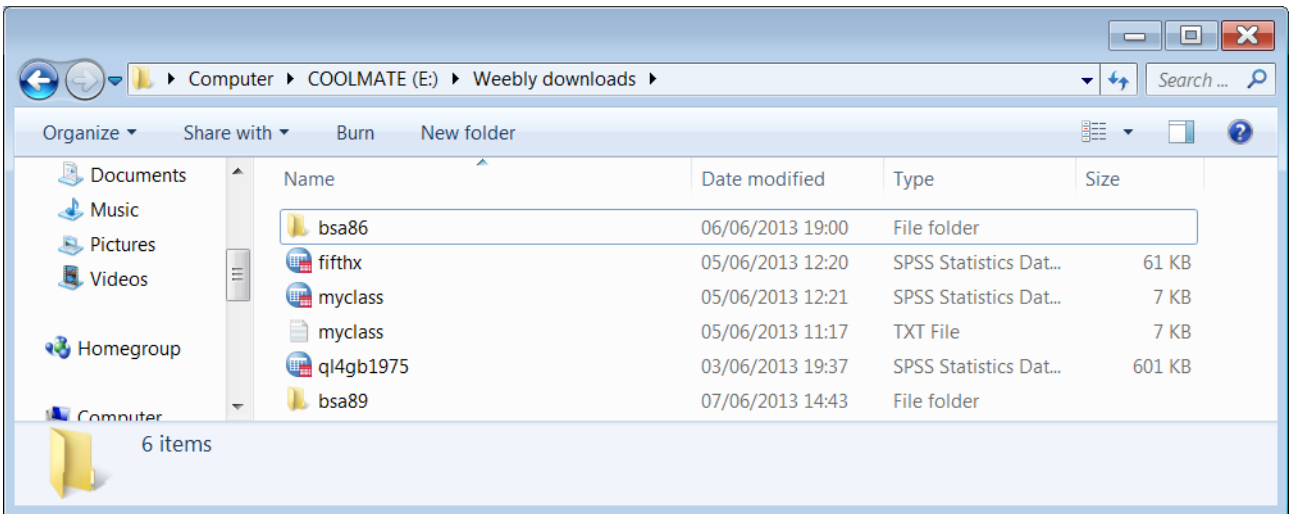 Computer COOLMATE (E:) Weebly downloads Search ...
Organize Share with Burn New folder
Documents
Music
Pictures
Videos
Homegroup
Computer
Name Date modified Type Size
bsa86 06/06/2013 19:00 File folder
fifthx 05/06/2013 12:20 SPSS Statistics Dat... 61 KB
myclass 05/06/2013 12:21 SPSS Statistics Dat... 7 KB
myclass 05/06/2013 11:17 TXT File 7 KB
ql4gb1975 03/06/2013 19:37 SPSS Statistics Dat... 601 KB
bsa89 07/06/2013 14:43 File folder
6 items